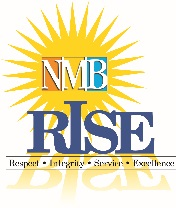 NMB
RISE
Respect • Integrity • Service • Excellence